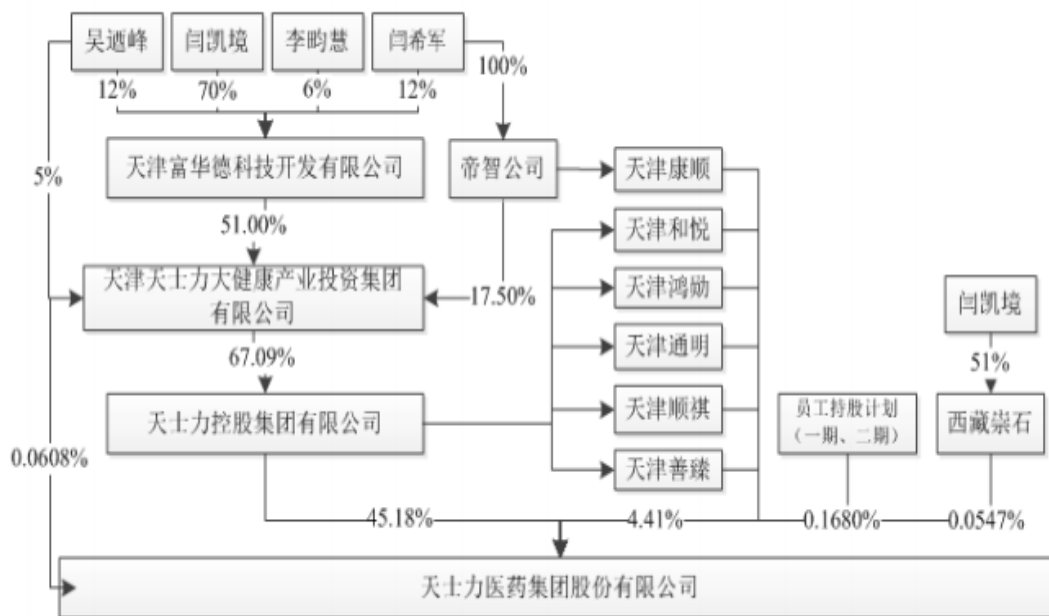 吴迺峰
闫凯境
李昀慧
闫希军
12%
70%
6%
12%
100%
天津富华德科技开发有限公司
帝智公司
天津康顺
5%
51.00%
天津和悦
天津天士力大健康产业投资集团
有限公司
17.50%
天津鸿勋
闫凯境
67.09%
天津通明
51%
天士力控股集团有限公司
天津顺祺
员工持股计划
（一期、二期）
西藏崇石
0.0608%
天津善臻
45.18%
4.41%
0.1680%
0.0547%
天士力医药集团股份有限公司